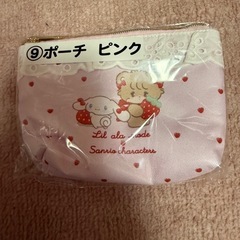 ⑨ポーチ ピンク
Lil' ala mode
Sanrio characters